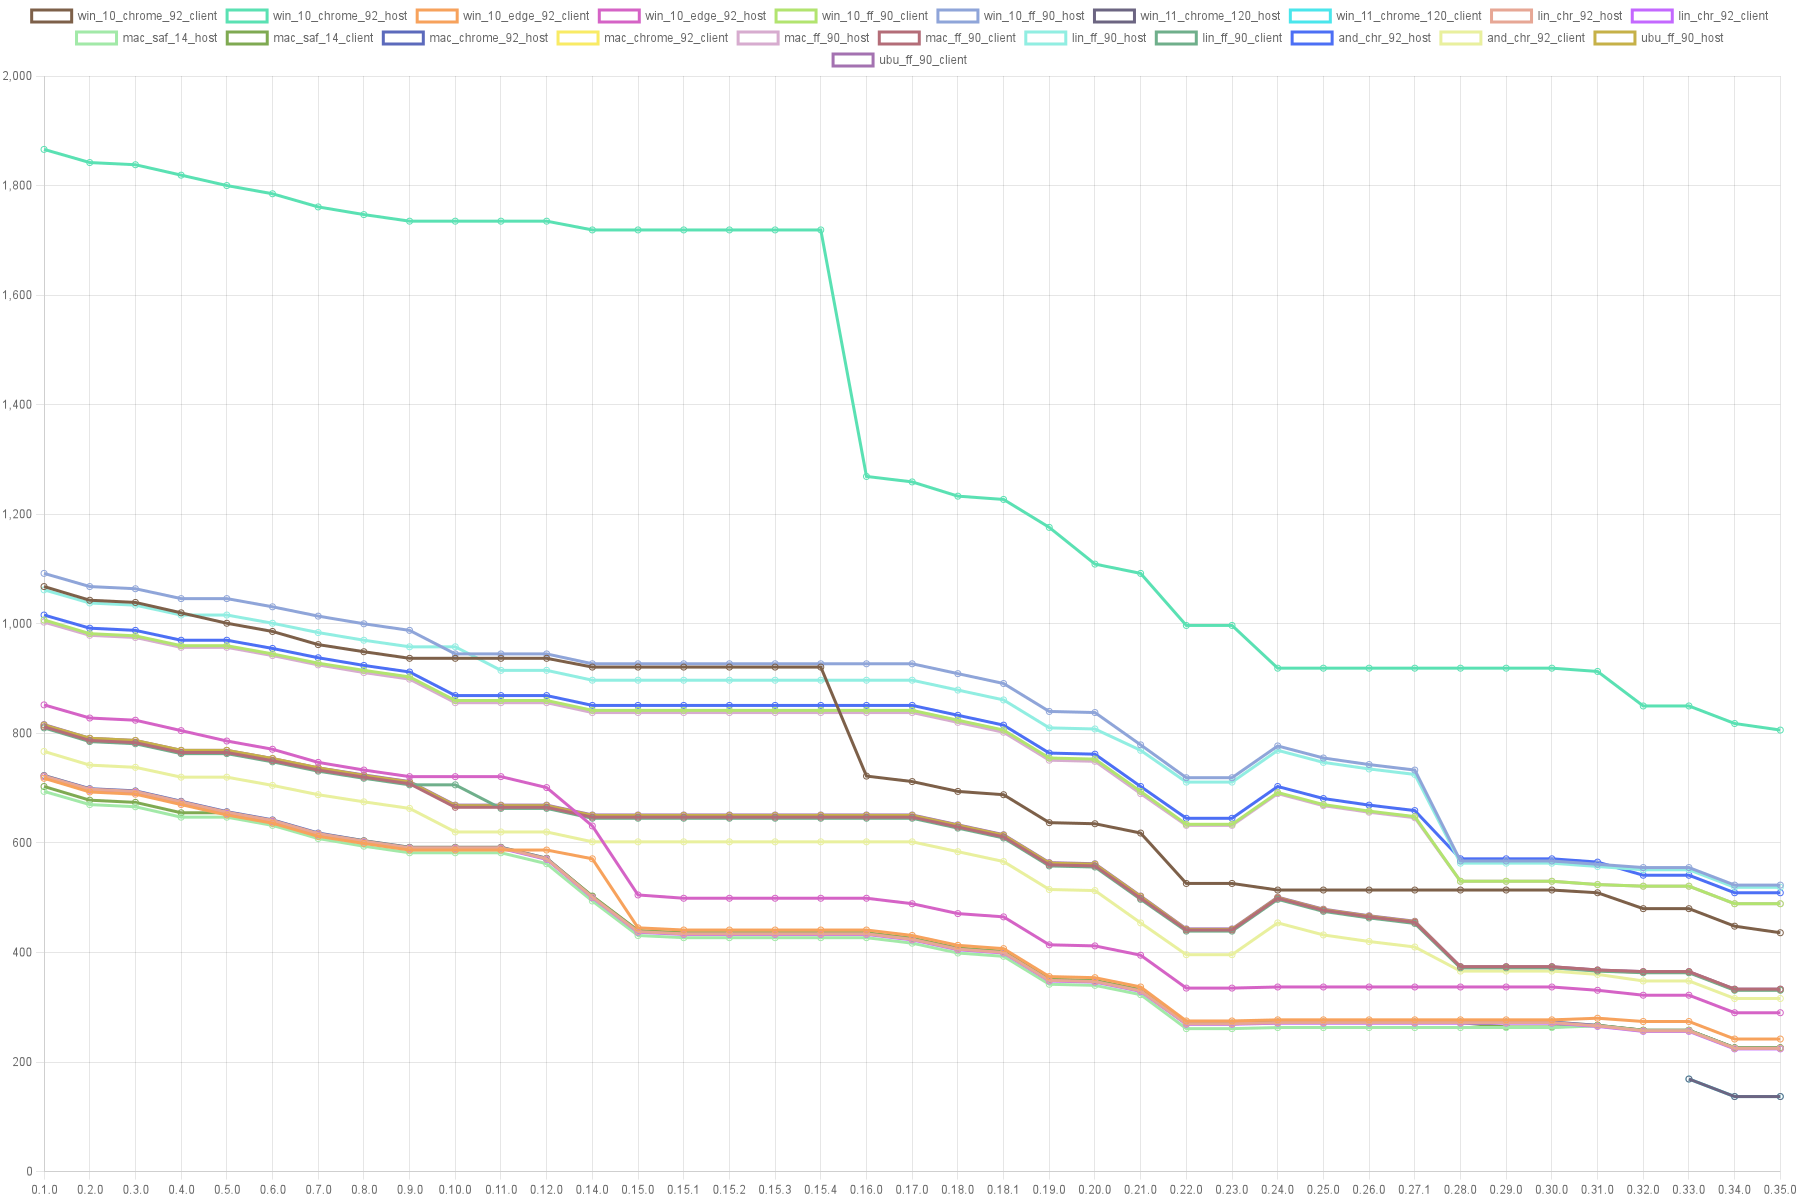 win_10_chrome_92_client win_10_chrome_92_host win_10_edge_92_client win_10_edge_92_host win_10_ff_90_client win_10_ff_90_host win_11_chrome_120_host win_11_chrome_120_client lin_chr_92_host lin_chr_92_client
mac_saf_14_host mac_saf_14_client mac_chrome_92_host mac_chrome_92_client mac_ff_90_host mac_ff_90_client lin_ff_90_host lin_ff_90_client and_chr_92_host and_chr_92_client ubu_ff_90_host
ubu_ff_90_client
2,000
1,800
1,600
1,400
1,200
1,000
800
600
400
200
0
0.1.0 0.2.0 0.3.0 0.4.0 0.5.0 0.6.0 0.7.0 0.8.0 0.9.0 0.10.0 0.11.0 0.12.0 0.14.0 0.15.0 0.15.1 0.15.2 0.15.3 0.15.4 0.16.0 0.17.0 0.18.0 0.18.1 0.19.0 0.20.0 0.21.0 0.22.0 0.23.0 0.24.0 0.25.0 0.26.0 0.27.1 0.28.0 0.29.0 0.30.0 0.31.0 0.32.0 0.33.0 0.34.0 0.35.0